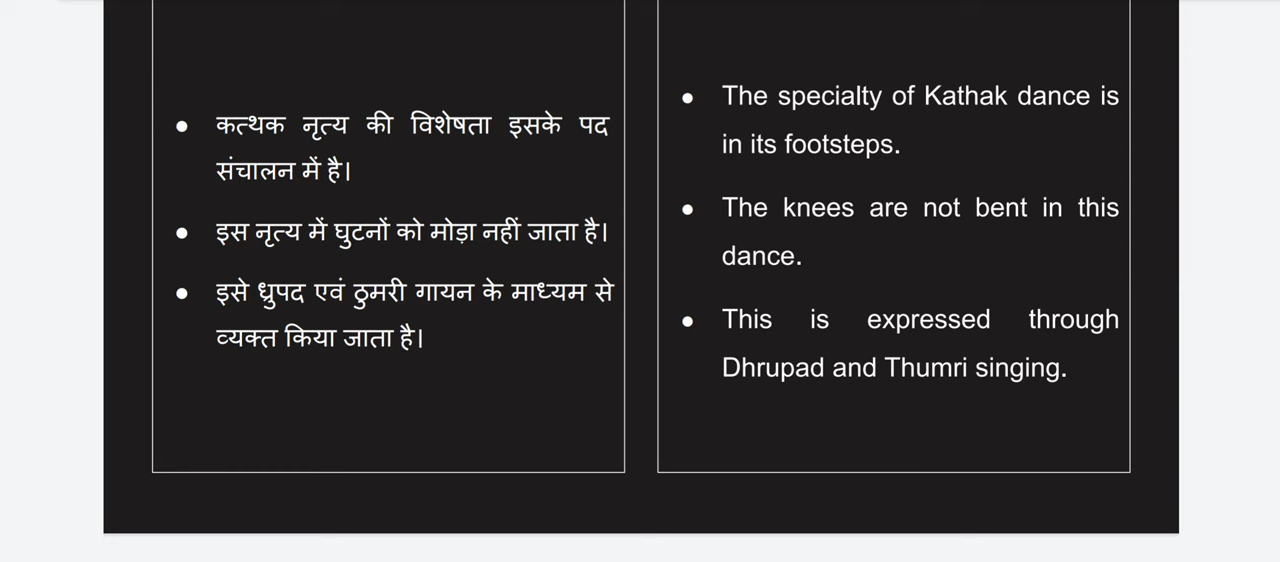 ● कत्थक नृत्य की विशेषता इसके पद
संचालन में है।
● इस नृत्य में घुटनों को मोड़ा नहीं जाता है।
● इसे ध्रुपद एवं ठुमरी गायन के माध्यम से
व्यक्त किया जाता है।
● The specialty of Kathak dance is
in its footsteps.
● The knees are not bent in this
dance.
● This is expressed through
Dhrupad and Thumri singing.